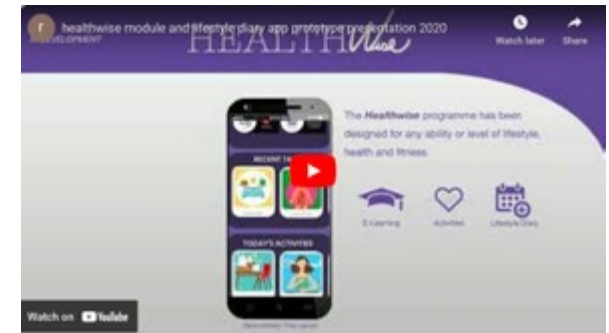 r
healthwise module and lifestyle diary app prototype presentation 2020
Watch later
Share
HEALTHWise
The Healthwise programme has been
designed for any ability or level of lifestyle,
health and fitness.
E-Learning
Activities
Lifestyle Diary
RECENT
TODAY'S ACTIVITIES
Watch on YouTube